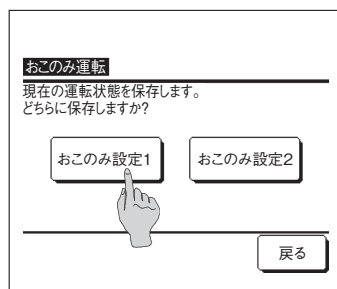 おこのみ運転
現在の運転状態を保存します。
どちらに保存しますか?
おこのみ設定1
おこのみ設定2
戻る